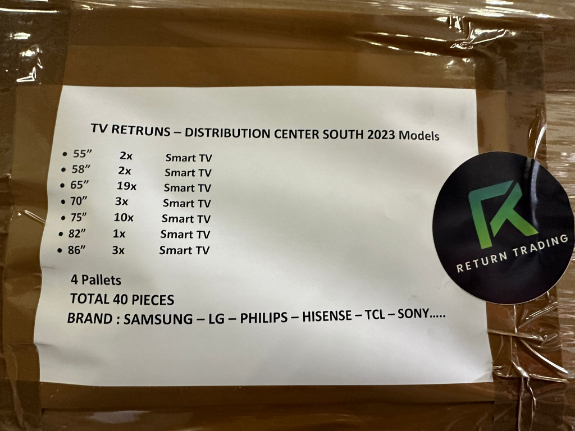 TV RETRUNS – DISTRIBUTION CENTER SOUTH 2023 Models
• 55” 2x Smart TV
• 58” 2x Smart TV
• 65” 19x Smart TV
• 70” 3x Smart TV
• 75” 10x Smart TV
• 82” 1x Smart TV
• 86” 3x Smart TV
4 Pallets
TOTAL 40 PIECES
BRAND : SAMSUNG – LG – PHILIPS – HISENSE – TCL – SONY.....
RETURN TRADING